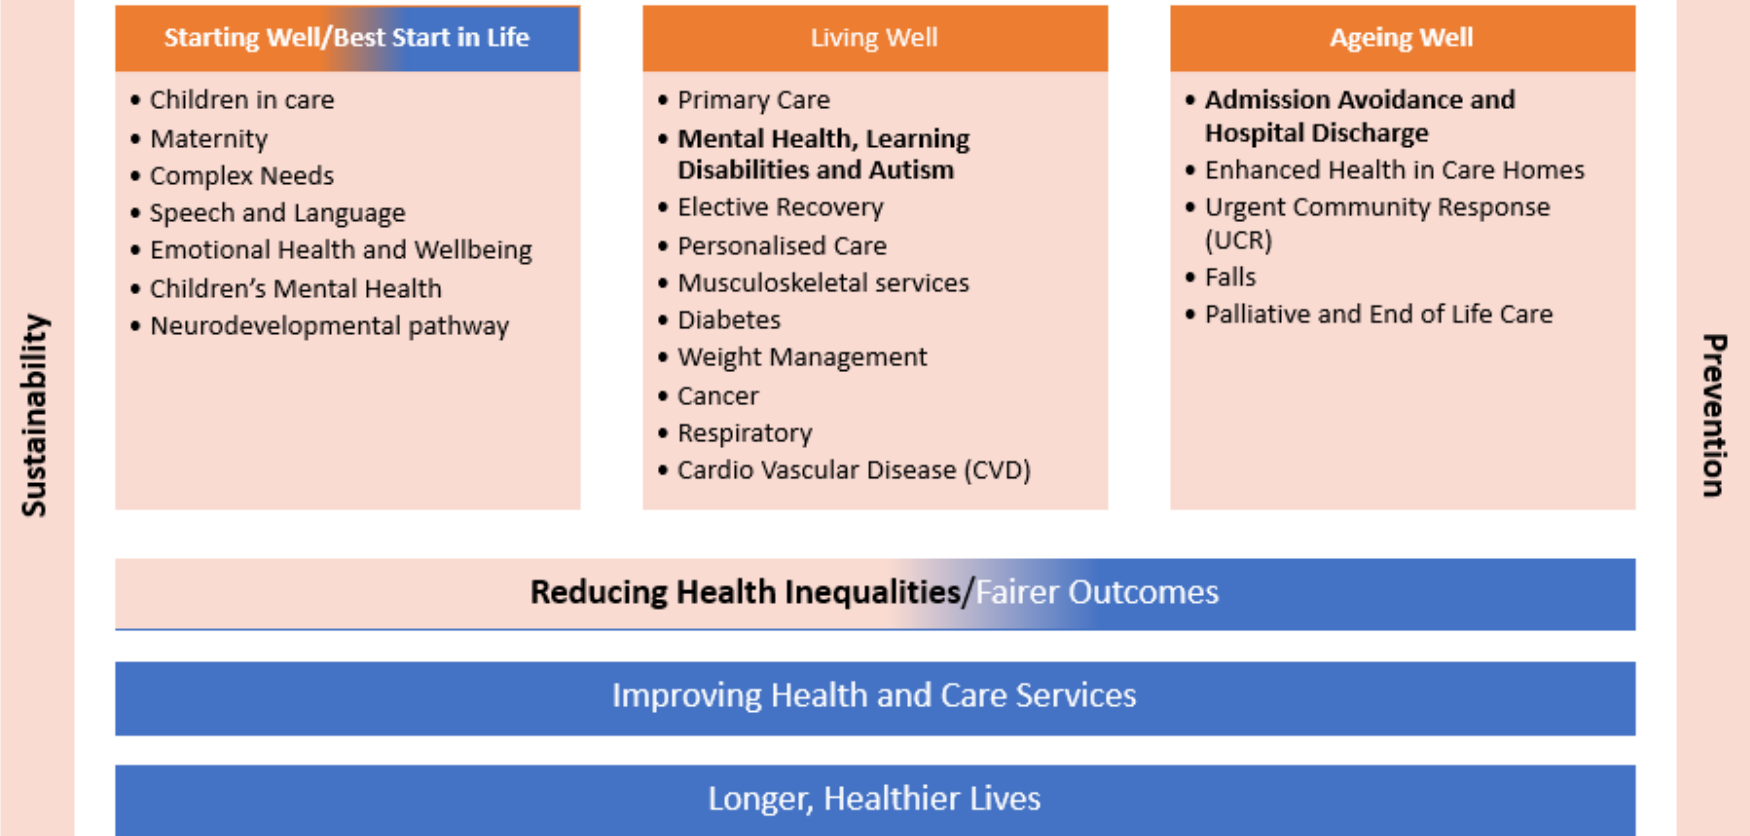 Sustainability
Starting Well/Best Start in Life
• Children in care
• Maternity
• Complex Needs
• Speech and Language
• Emotional Health and Wellbeing
• Children’s Mental Health
• Neurodevelopmental pathway
Living Well
• Primary Care
• Mental Health, Learning
Disabilities and Autism
• Elective Recovery
• Personalised Care
• Musculoskeletal services
• Diabetes
• Weight Management
• Cancer
• Respiratory
• Cardio Vascular Disease (CVD)
Ageing Well
• Admission Avoidance and
Hospital Discharge
• Enhanced Health in Care Homes
• Urgent Community Response
(UCR)
• Falls
• Palliative and End of Life Care
Prevention
Reducing Health Inequalities/Fairer Outcomes
Improving Health and Care Services
Longer, Healthier Lives